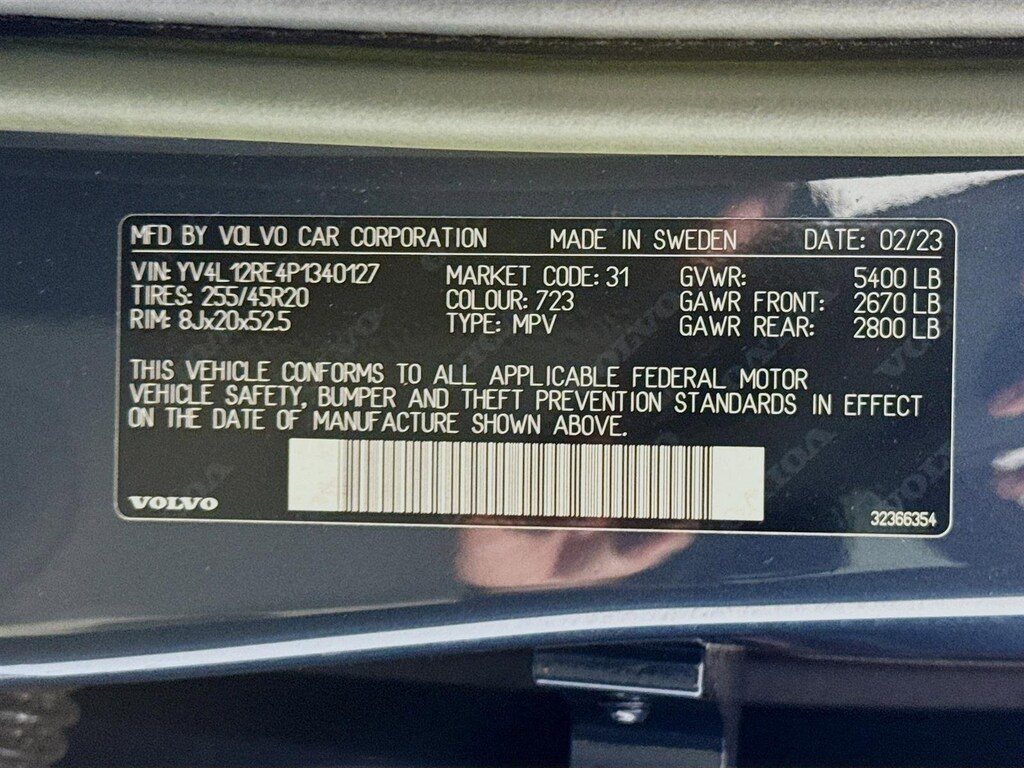 MFD BY VOLVO CAR CORPORATION MADE IN SWEDEN DATE: 02/23
VIN: YV4L12RE4P1340127 MARKET CODE: 31 GVWR: 5400 LB
TIRES: 255/45R20 COLOUR: 723 GAWR FRONT: 2670 LB
RIM: 8Jx20x52.5 TYPE: MPV GAWR REAR: 2800 LB
THIS VEHICLE CONFORMS TO ALL APPLICABLE FEDERAL MOTOR
VEHICLE SAFETY, BUMPER AND THEFT PREVENTION STANDARDS IN EFFECT
ON THE DATE OF MANUFACTURE SHOWN ABOVE.
VOLVO
32366354